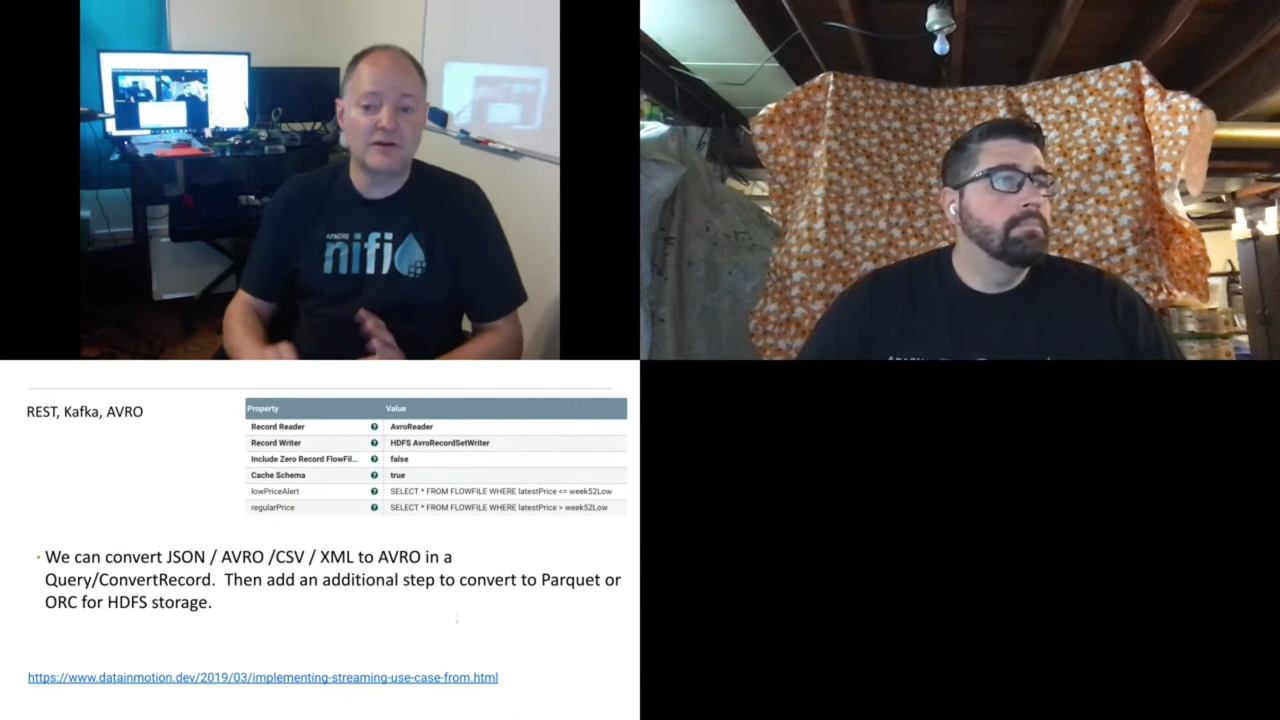 APACHE
nifi
APACHE
REST, Kafka, AVRO
Property Value
Record Reader AvroReader
Record Writer HDFS AvroRecordSetWriter
Include Zero Record FlowFil... false
Cache Schema true
lowPriceAlert SELECT * FROM FLOWFILE WHERE latestPrice <= week52Low
regularPrice SELECT * FROM FLOWFILE WHERE latestPrice > week52Low
We can convert JSON / AVRO /CSV / XML to AVRO in a
Query/ConvertRecord. Then add an additional step to convert to Parquet or
ORC for HDFS storage.
https://www.datainmotion.dev/2019/03/implementing-streaming-use-case-from.html